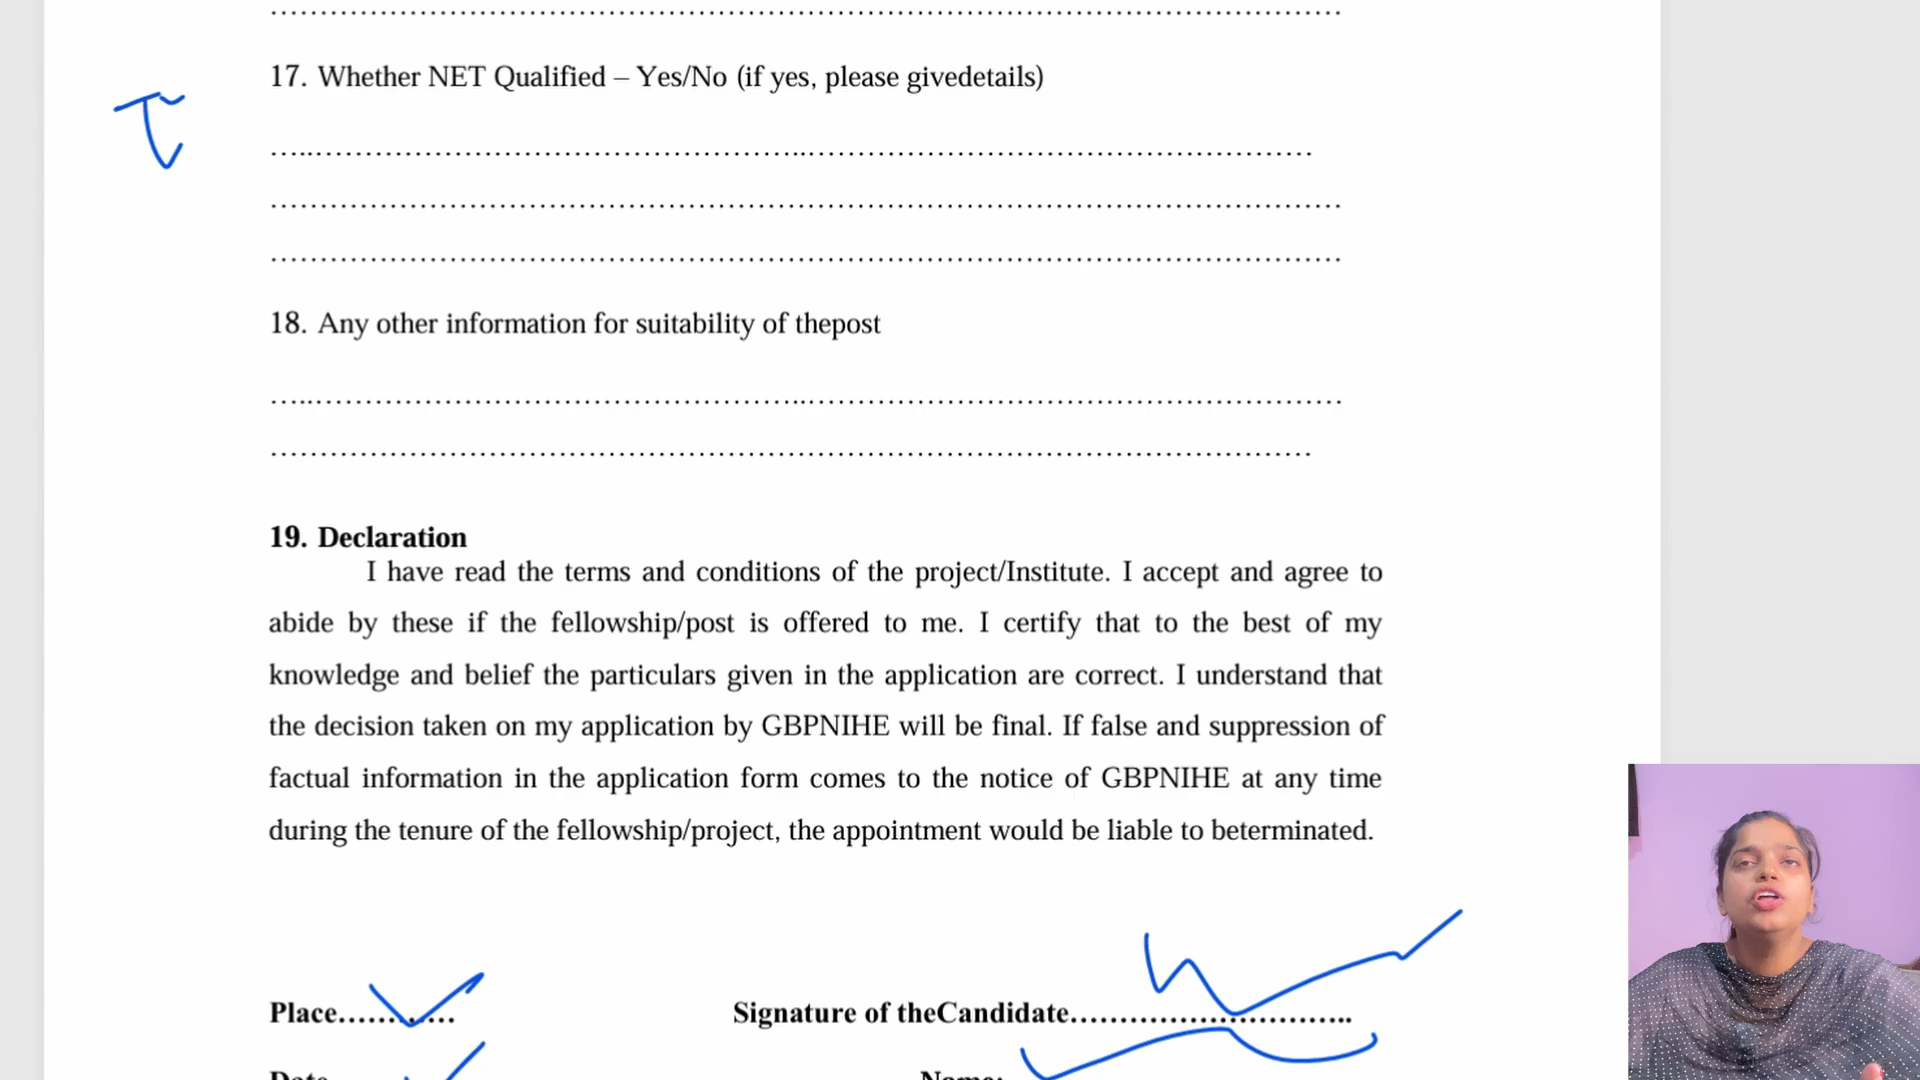 17. Whether NET Qualified – Yes/No (if yes, please givedetails)
18. Any other information for suitability of thepost
19. Declaration
I have read the terms and conditions of the project/Institute. I accept and agree to
abide by these if the fellowship/post is offered to me. I certify that to the best of my
knowledge and belief the particulars given in the application are correct. I understand that
the decision taken on my application by GBPNIHE will be final. If false and suppression of
factual information in the application form comes to the notice of GBPNIHE at any time
during the tenure of the fellowship/project, the appointment would be liable to beterminated.
Place............ Signature of theCandidate..............................
Date Name: